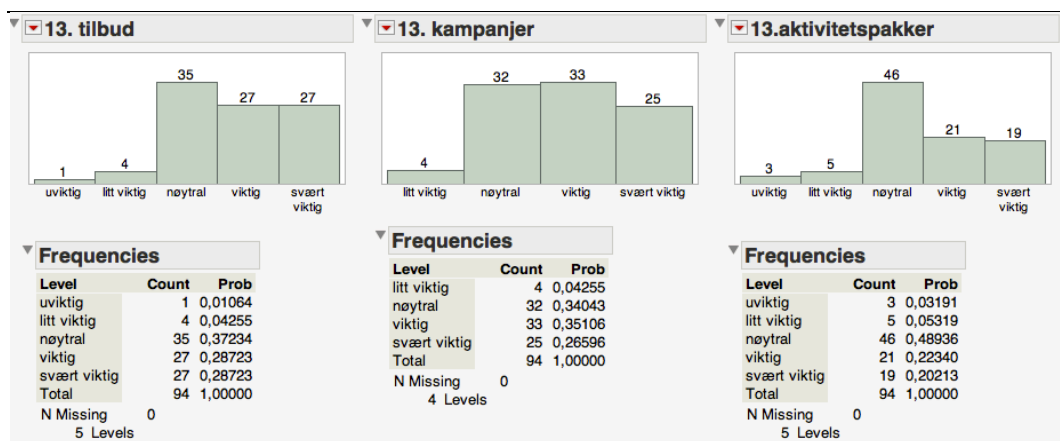 13. tilbud
35
27
27
4
1
uviktig litt viktig nøytral viktig svært viktig
Frequencies
Level Count Prob
uviktig 1 0,01064
litt viktig 4 0,04255
nøytral 35 0,37234
viktig 27 0,28723
svært viktig 27 0,28723
Total 94 1,00000
N Missing 0
5 Levels
13. kampanjer
32
33
25
4
litt viktig nøytral viktig svært viktig
Frequencies
Level Count Prob
litt viktig 4 0,04255
nøytral 32 0,34043
viktig 33 0,35106
svært viktig 25 0,26596
Total 94 1,00000
N Missing 0
4 Levels
13.aktivitetspakker
46
21
19
5
3
uviktig litt viktig nøytral viktig svært viktig
Frequencies
Level Count Prob
uviktig 3 0,03191
litt viktig 5 0,05319
nøytral 46 0,48936
viktig 21 0,22340
svært viktig 19 0,20213
Total 94 1,00000
N Missing 0
5 Levels